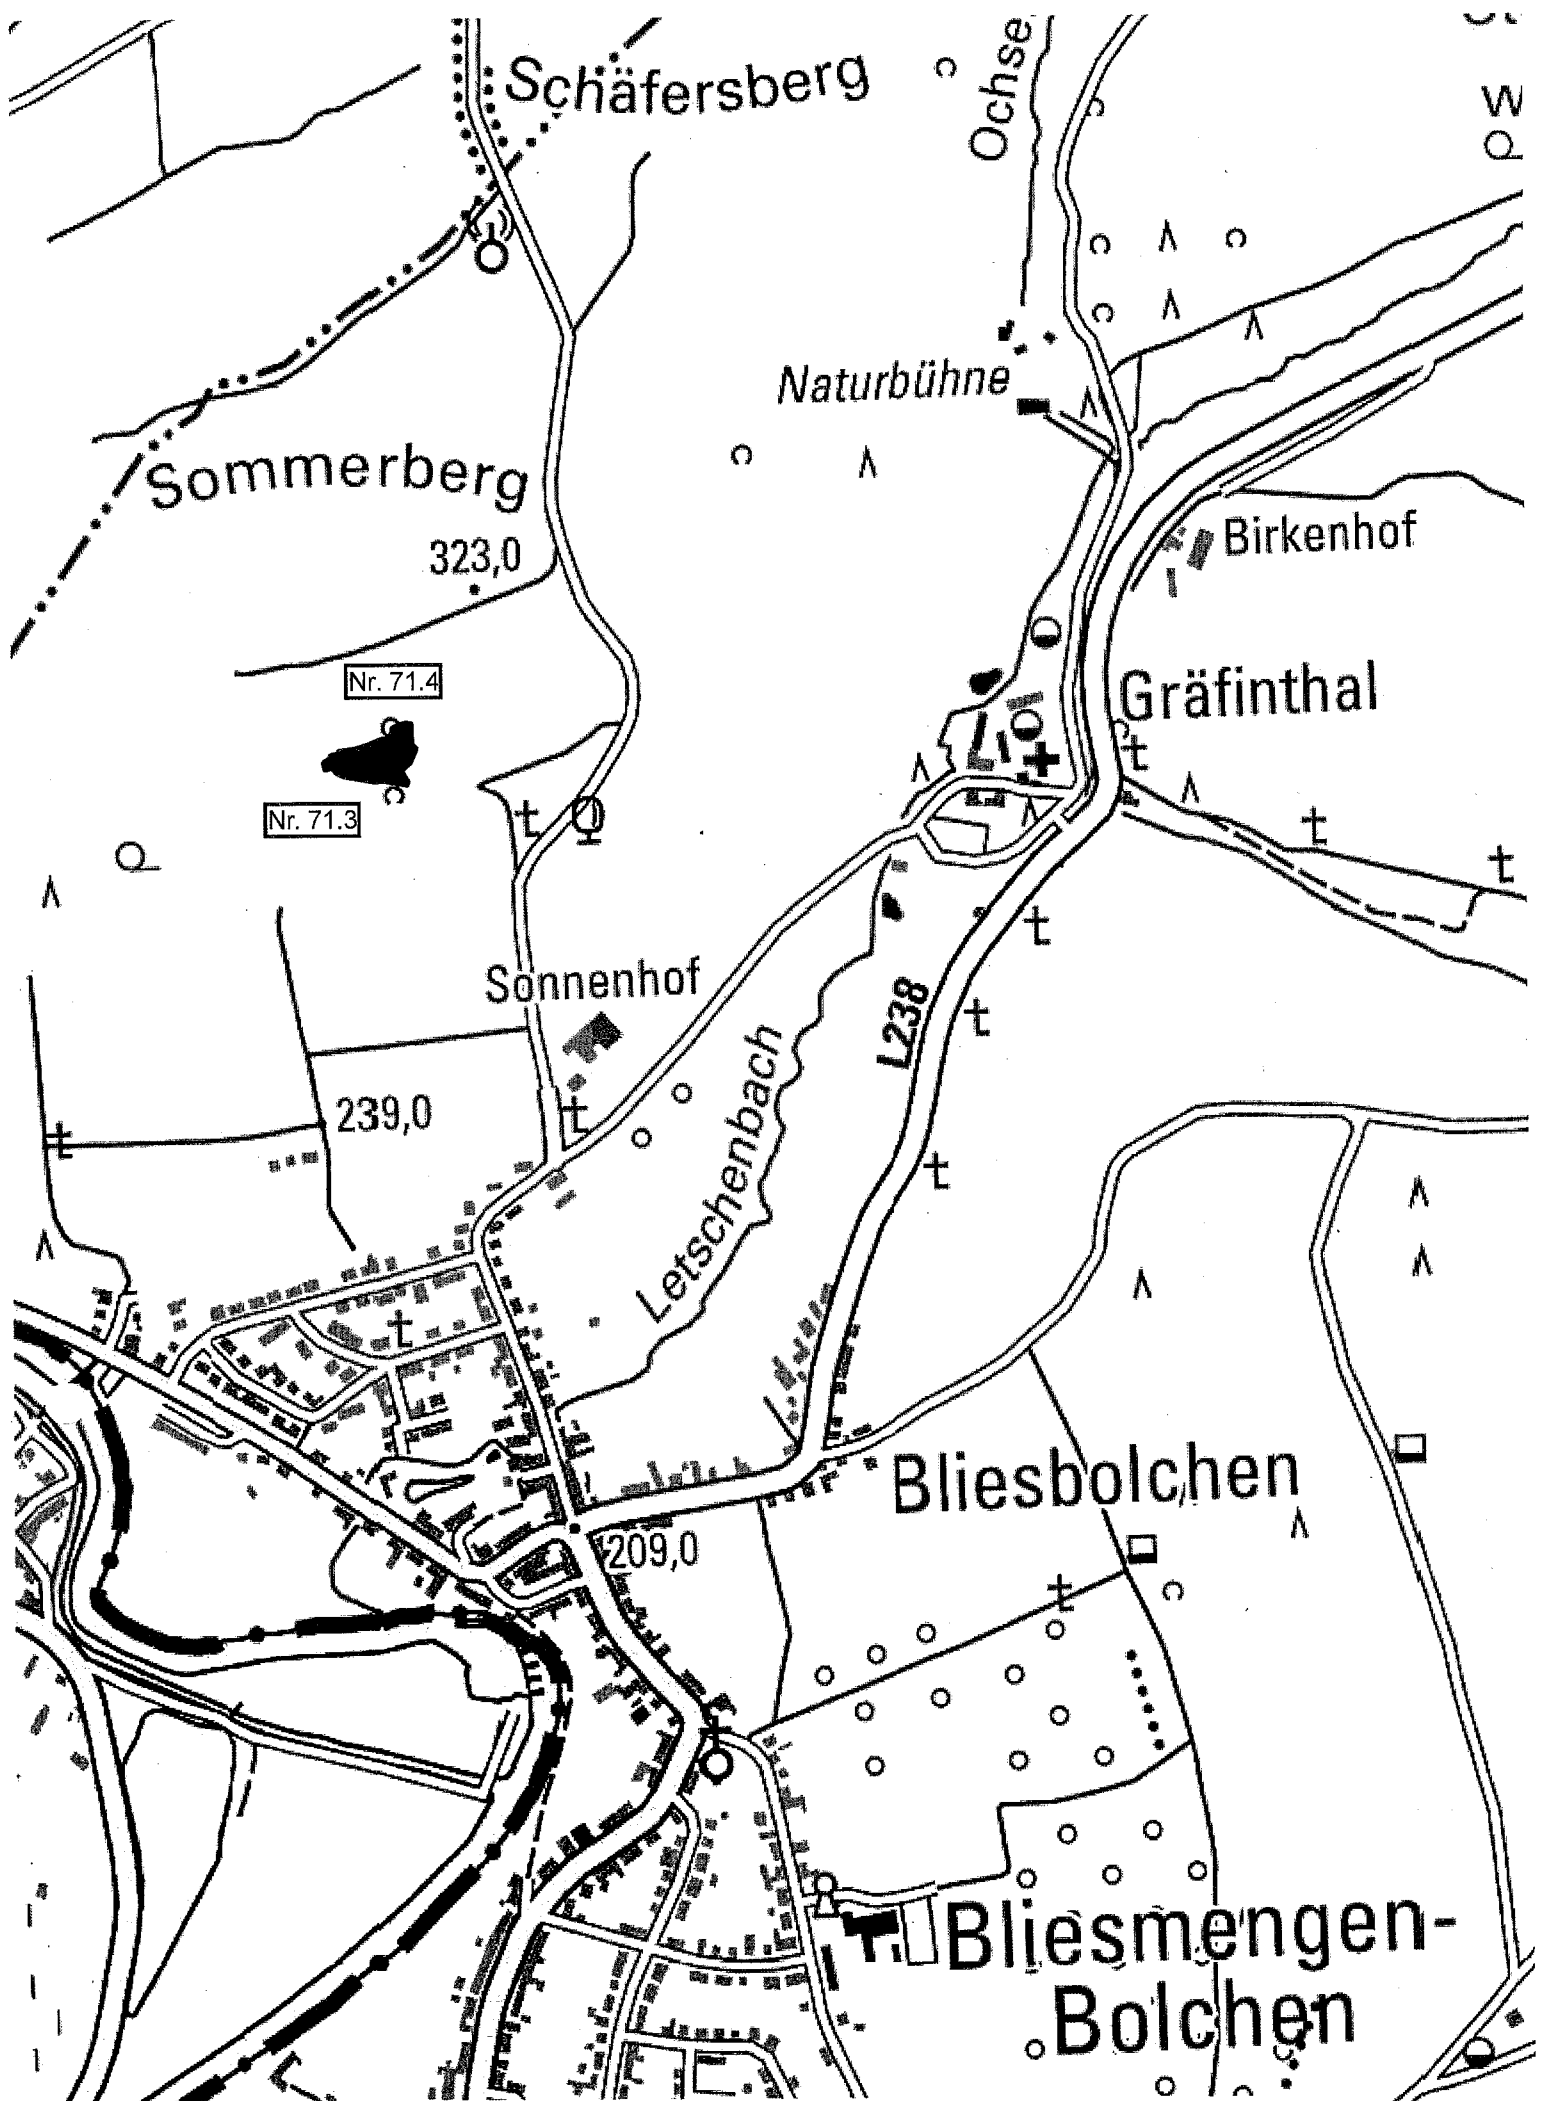 Schäfersberg
Ochse
Naturbühne
Sommerberg
323,0
Birkenhof
Nr. 71.4
Gräfinthal
Nr. 71.3
Sonnenhof
L238
239,0
Letschenbach
Bliesbolchen
209,0
Bliesmengen-
Bolchen